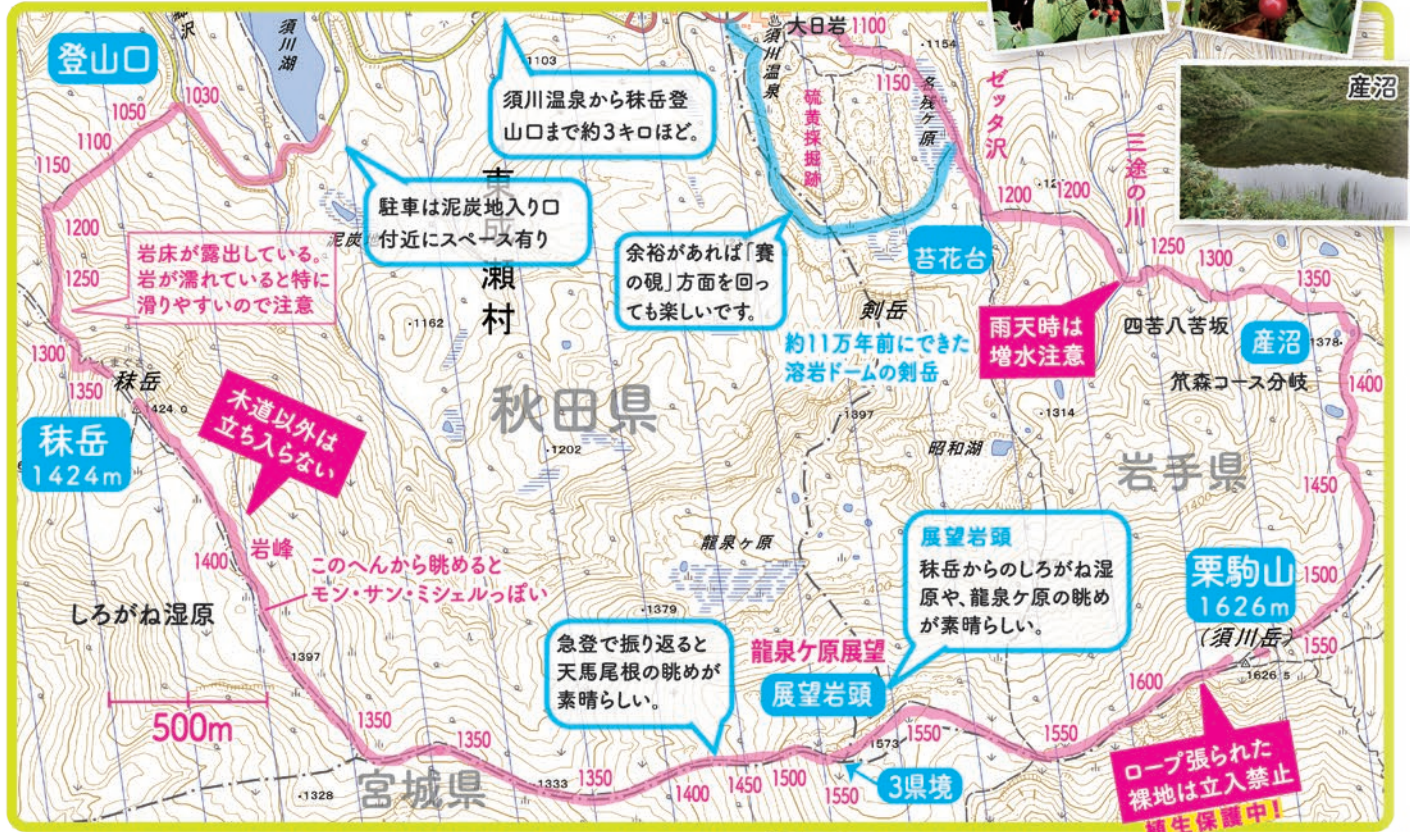 登山口
須川湖
1030
1050
1100
1150
1200
1250
1300
1350
・1103
須川温泉から秣岳登
山口まで約3キロほど。
駐車は泥炭地入り口
付近にスペース有り
東成瀬村
岩床が露出している。
岩が濡れていると特に
滑りやすいので注意
・1162
まぐさ
秣岳
1424.0
秣岳
1424m
木道以外は
立ち入らない
秋田県
・1202
大日岩
1100
須川温泉
1150
・1154
名残ケ原
硫黄採掘跡
ゼッタ沢
産沼
三途の川
1200
1200
1250
1300
1350
余裕があれば「賽
の硯」方面を回っ
ても楽しいです。
苔花台
剣岳
約11万年前にできた
溶岩ドームの剣岳
雨天時は
増水注意
四苦八苦坂
産沼
1378・
笊森コース分岐
1400
・1397
・1314
昭和湖
岩手県
1450
1400
岩峰
このへんから眺めると
モン・サン・ミシェルっぽい
しろがね湿原
・1397
龍泉ケ原
・1379
展望岩頭
秣岳からのしろがね湿
原や、龍泉ケ原の眺め
が素晴らしい。
栗駒山
1626m
(須川岳)
1500
1550
1626.5
急登で振り返ると
天馬尾根の眺めが
素晴らしい。
龍泉ケ原展望
展望岩頭
500m
1350
1350
宮城県
・1328
・1333
1350
1400
1450
1500
1550
・1573
1550
3県境
1550
1600
ロープ張られた
裸地は立入禁止
植生保護中!